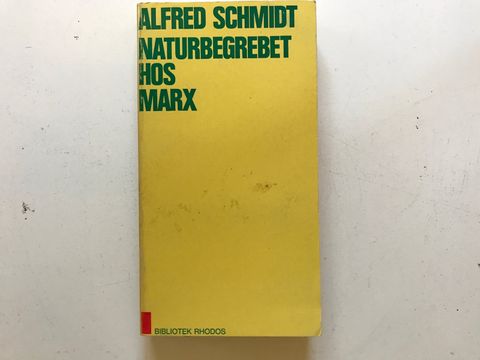 ALFRED SCHMIDT
NATURBEGREBET
HOS
MARX
BIBLIOTEK RHODOS